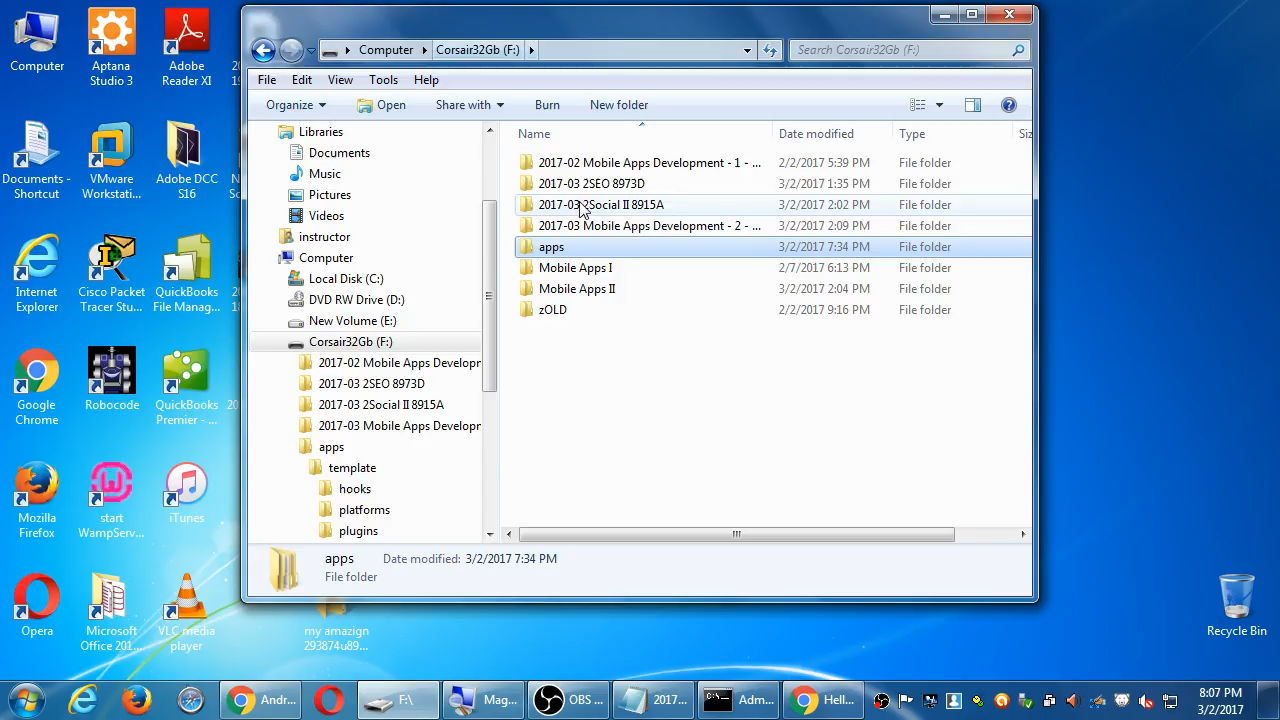 Computer
Aptana
Studio 3
Adobe
Reader XI
Documents -
Shortcut
VMware
Workstati...
Adobe DCC
S16
Internet
Explorer
Cisco Packet
Tracer Stu...
QuickBooks
File Manag...
Google
Chrome
Robocode
QuickBooks
Premier - ...
Mozilla
Firefox
start
WampServ...
iTunes
Opera
Microsoft
Office 201...
VLC media
player
my amazign
293874u89...
Recycle Bin
Computer
Corsair32Gb (F:)
Search Corsair32Gb (F:)
File Edit View Tools Help
Organize Open Share with Burn New folder
Libraries
Documents
Music
Pictures
Videos
instructor
Computer
Local Disk (C:)
DVD RW Drive (D:)
New Volume (E:)
Corsair32Gb (F:)
2017-02 Mobile Apps Developr
2017-03 2SEO 8973D
2017-03 2Social II 8915A
2017-03 Mobile Apps Developr
apps
template
hooks
platforms
plugins
Name Date modified Type Siz
2017-02 Mobile Apps Development - 1 - ... 2/2/2017 5:39 PM File folder
2017-03 2SEO 8973D 3/2/2017 1:35 PM File folder
2017-03 2Social II 8915A 3/2/2017 2:02 PM File folder
2017-03 Mobile Apps Development - 2 - ... 3/2/2017 2:09 PM File folder
apps 3/2/2017 7:34 PM File folder
Mobile Apps I 2/7/2017 6:13 PM File folder
Mobile Apps II 3/2/2017 2:04 PM File folder
zOLD 2/2/2017 9:16 PM File folder
apps Date modified: 3/2/2017 7:34 PM
File folder
Andr...
F:\
Mag...
OBS ...
2017...
Adm...
Hell...
8:07 PM
3/2/2017